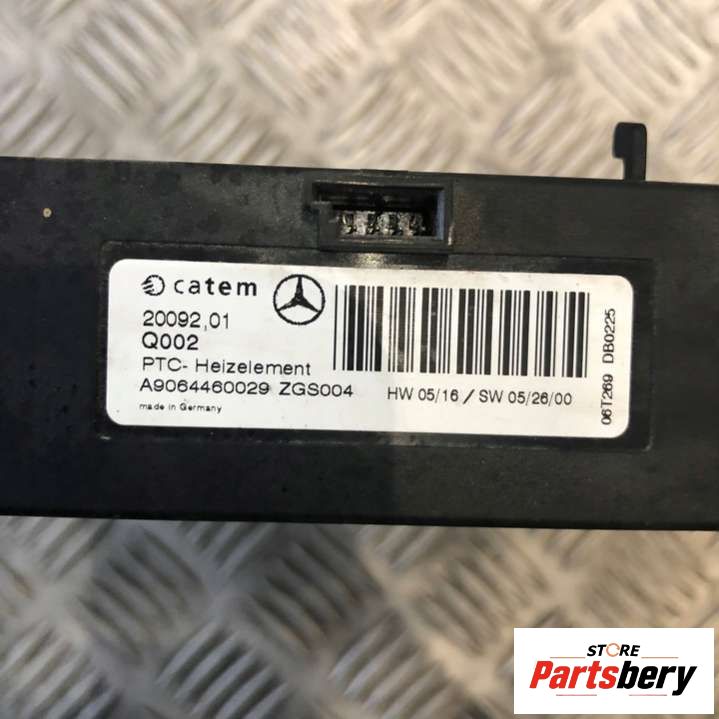 catem
20092,01
Q002
PTC- Heizelement
A9064460029 ZGS004
made in Germany
HW 05/16 / SW 05/26/00
06T269 DB0225
STORE
Partsbery